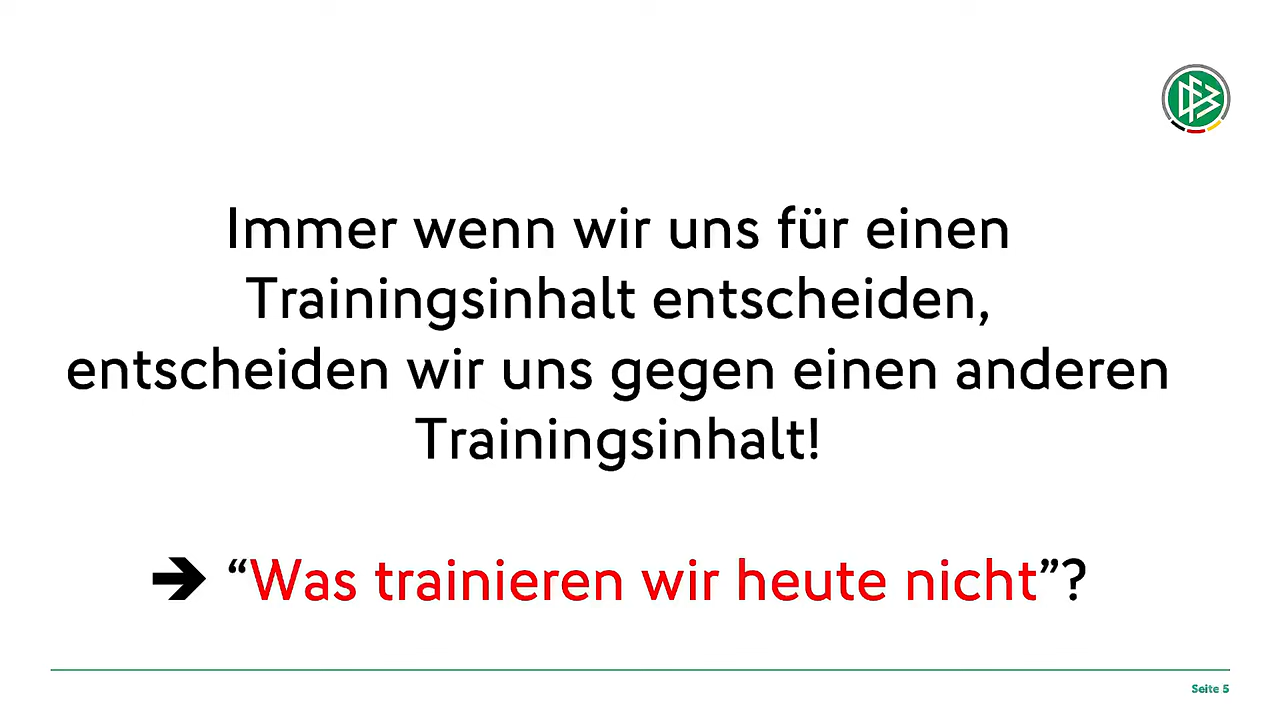 DFB
Immer wenn wir uns für einen
Trainingsinhalt entscheiden,
entscheiden wir uns gegen einen anderen
Trainingsinhalt!
➔ “Was trainieren wir heute nicht”?
Seite 5